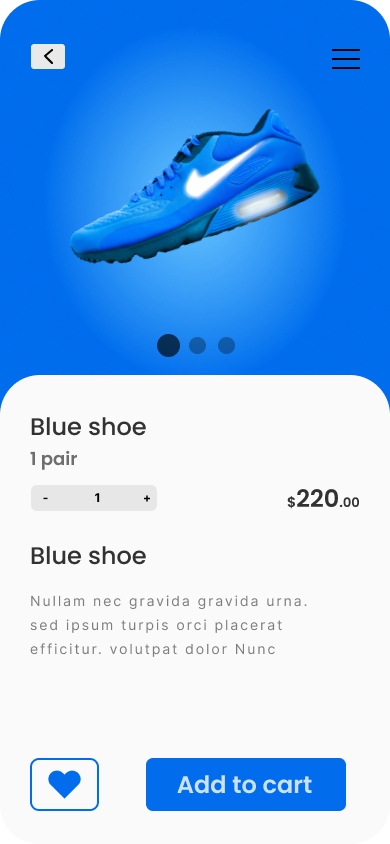 Blue shoe
1 pair
- 1 +
$220.00
Blue shoe
Nullam nec gravida gravida urna.
sed ipsum turpis orci placerat
efficitur. volutpat dolor Nunc
Add to cart